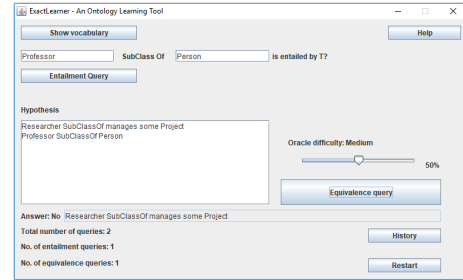 ExactLearner - An Ontology Learning Tool
Show vocabulary
Help
Professor SubClass Of Person is entailed by T?
Entailment Query
Hypothesis
Researcher SubClassOf manages some Project
Professor SubClassOf Person
Oracle difficulty: Medium
50%
Equivalence query
Answer: No Researcher SubClassOf manages some Project
Total number of queries: 2
History
No. of entailment queries: 1
No. of equivalence queries: 1
Restart